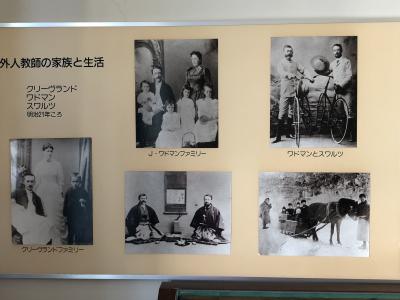 外人教師の家族と生活
クリーヴランド
ワドマン
スワルツ
明治21年ごろ
J・ワドマンファミリー
ワドマンとスワルツ
クリーヴランドファミリー